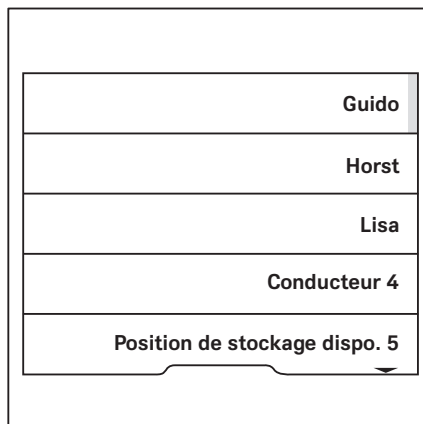 Guido
Horst
Lisa
Conducteur 4
Position de stockage dispo. 5